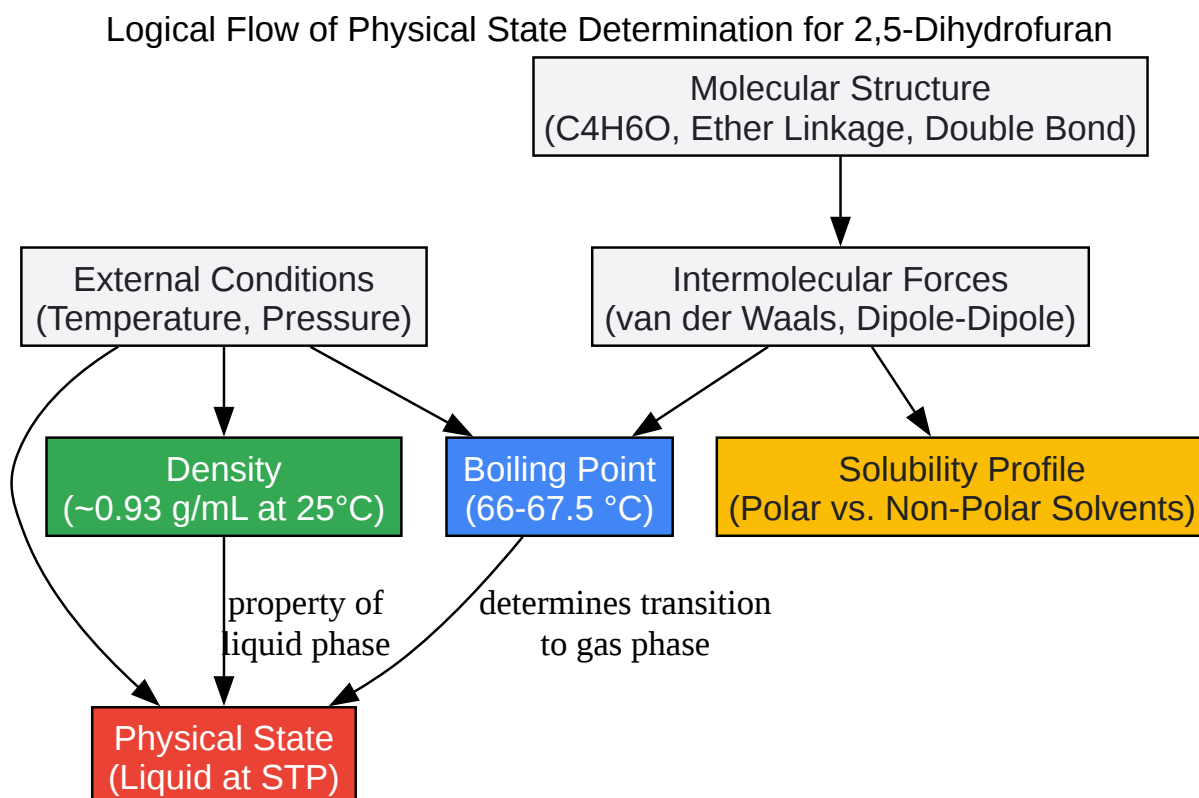 Logical Flow of Physical State Determination for 2,5-Dihydrofuran
Molecular Structure
(C4H6O, Ether Linkage, Double Bond)
External Conditions
(Temperature, Pressure)
Intermolecular Forces
(van der Waals, Dipole-Dipole)
Density
(~0.93 g/mL at 25°C)
Boiling Point
(66-67.5 °C)
Solubility Profile
(Polar vs. Non-Polar Solvents)
property of
liquid phase
determines transition
to gas phase
Physical State
(Liquid at STP)